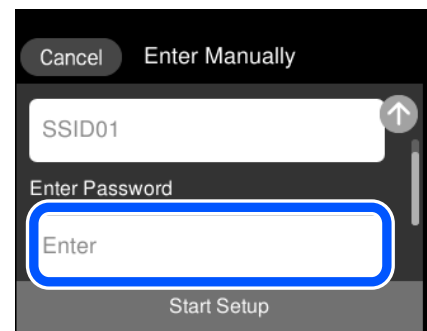 Cancel Enter Manually
SSID01
Enter Password
Enter
Start Setup